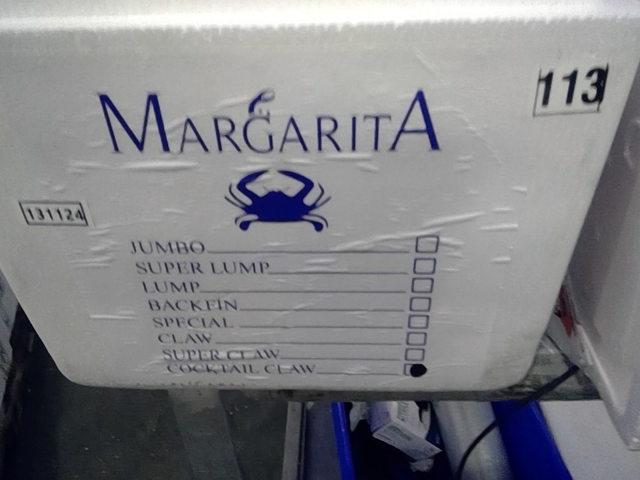 MARGARITA
113
131124
JUMBO
SUPER LUMP
LUMP
BACKFIN
SPECIAL
CLAW
SUPER CLAW
COCKTAIL CLAW